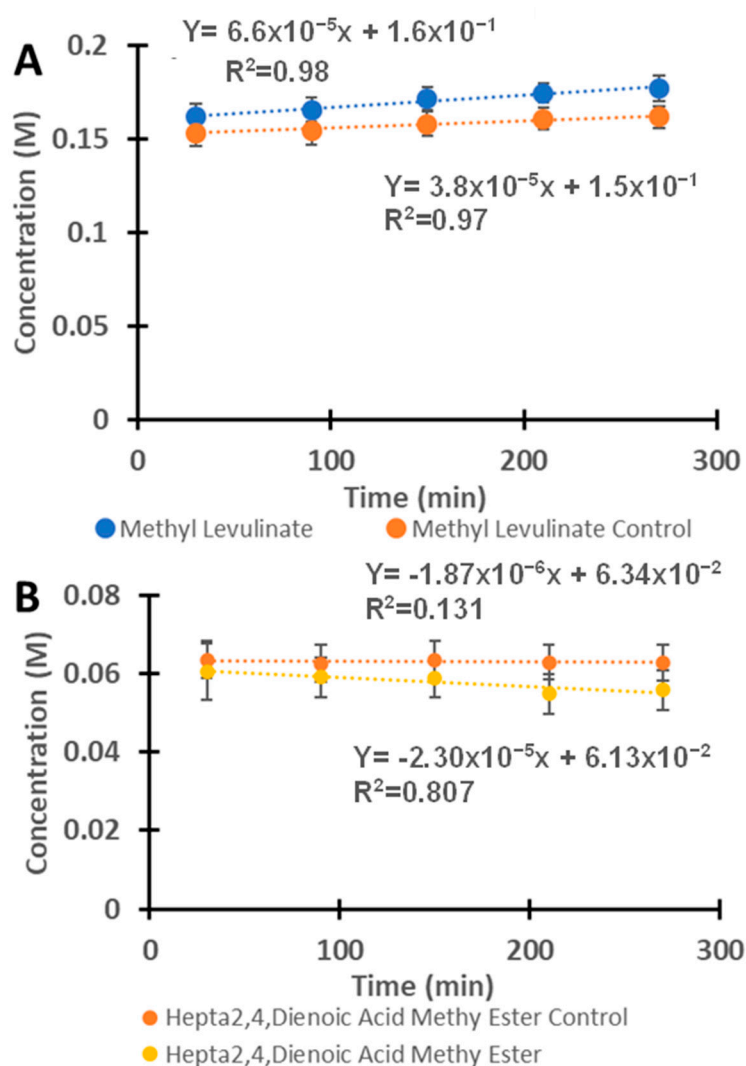 Y= 6.6x10⁻⁵x + 1.6x10⁻¹
R²=0.98
A
0.2
0.15
0.1
0.05
0
Concentration (M)
Y= 3.8x10⁻⁵x + 1.5x10⁻¹
R²=0.97
0 100 200 300
Time (min)
Methyl Levulinate Methyl Levulinate Control
B
Y= -1.87x10⁻⁶x + 6.34x10⁻²
R²=0.131
0.08
0.06
0.04
0.02
0
Concentration (M)
Y= -2.30x10⁻⁵x + 6.13x10⁻²
R²=0.807
0 100 200 300
Time (min)
Hepta2,4,Dienoic Acid Methy Ester Control
Hepta2,4,Dienoic Acid Methy Ester